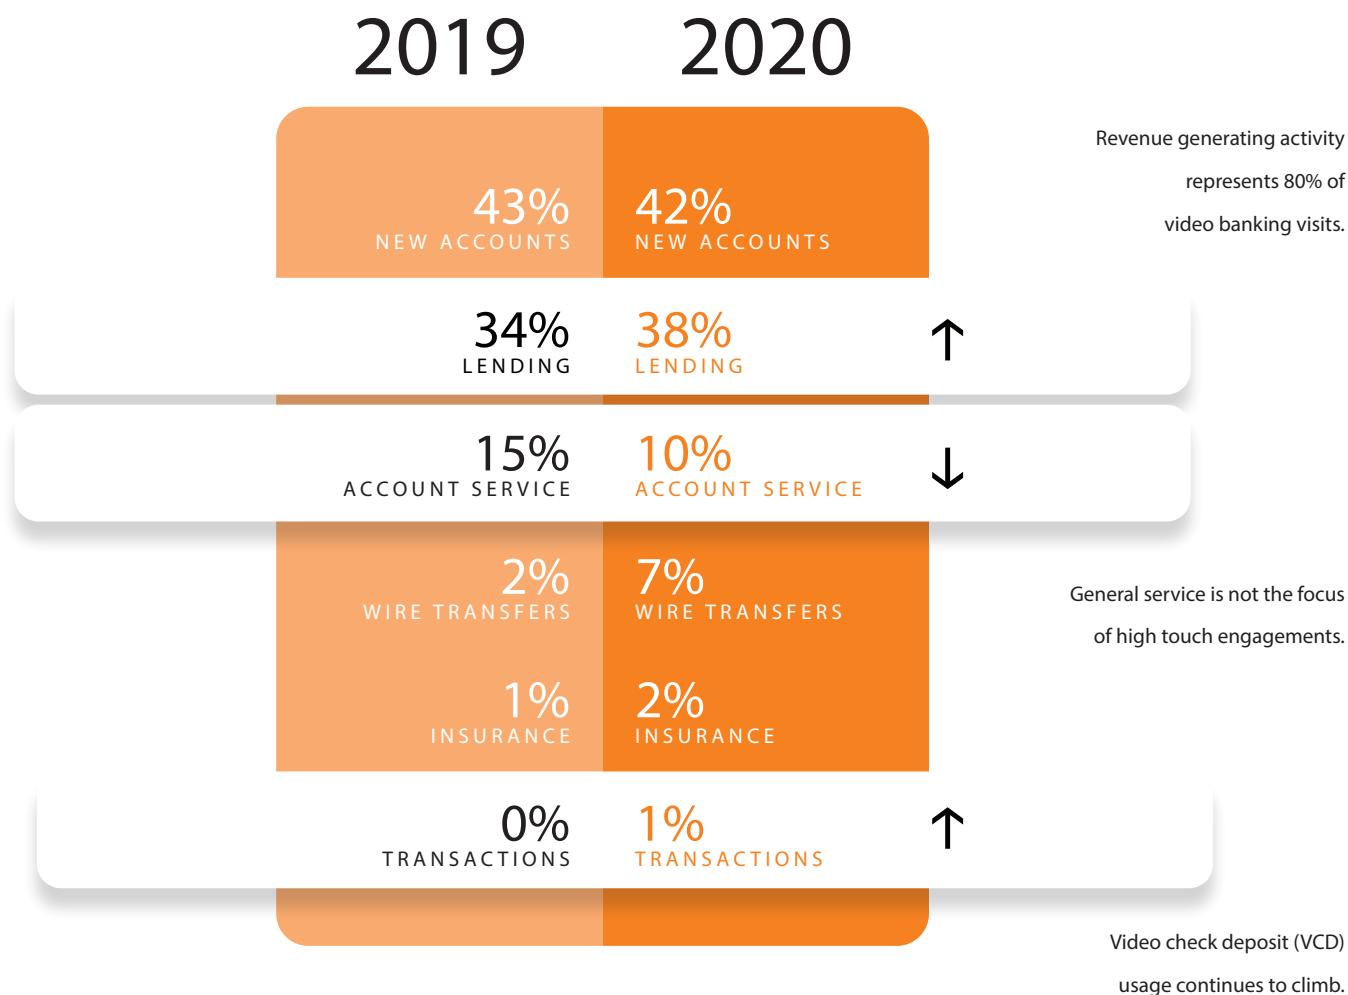 2019 2020
43% 42%
NEW ACCOUNTS NEW ACCOUNTS
Revenue generating activity
represents 80% of
video banking visits.
34% 38% ↑
LENDING LENDING
15% 10% ↓
ACCOUNT SERVICE ACCOUNT SERVICE
2% 7%
WIRE TRANSFERS WIRE TRANSFERS
General service is not the focus
of high touch engagements.
1% 2%
INSURANCE INSURANCE
0% 1% ↑
TRANSACTIONS TRANSACTIONS
Video check deposit (VCD)
usage continues to climb.